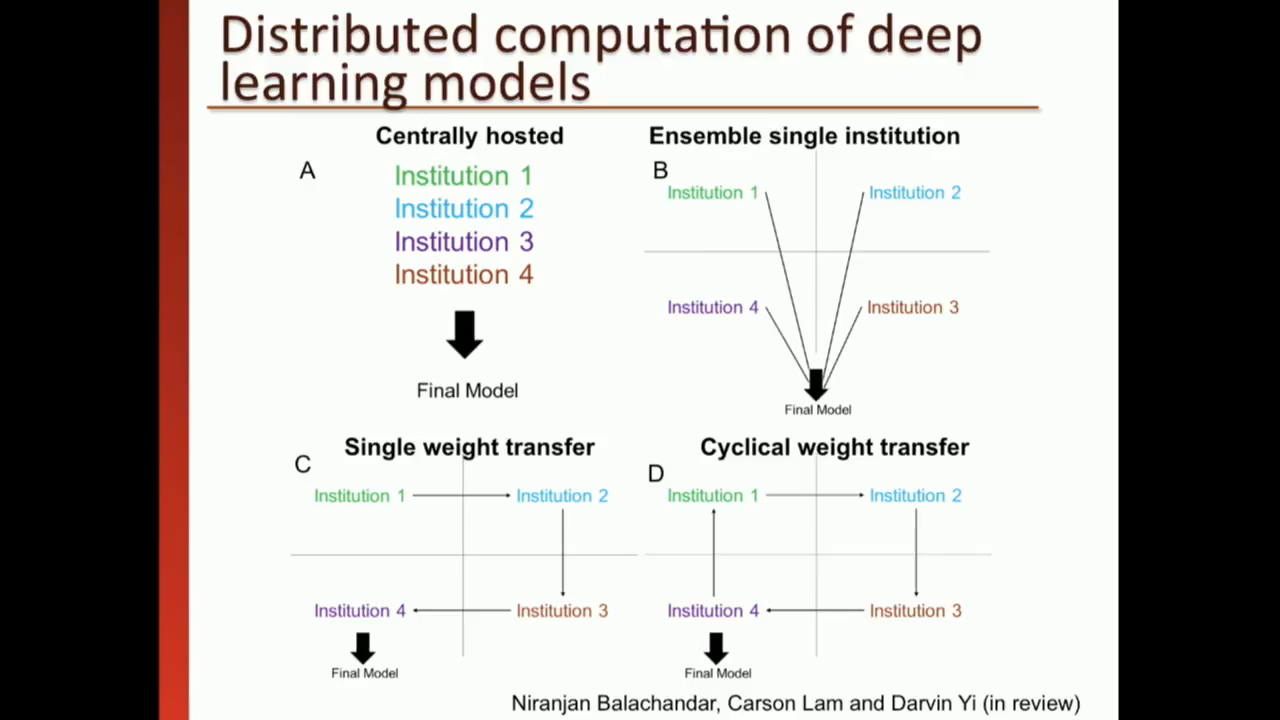 Distributed computation of deep
learning models
Centrally hosted
A
Institution 1
Institution 2
Institution 3
Institution 4
Final Model
Ensemble single institution
B
Institution 1
Institution 2
Institution 4
Institution 3
Final Model
Single weight transfer
C
Institution 1
Institution 2
Institution 4
Institution 3
Final Model
Cyclical weight transfer
D
Institution 1
Institution 2
Institution 4
Institution 3
Final Model
Niranjan Balachandar, Carson Lam and Darvin Yi (in review)